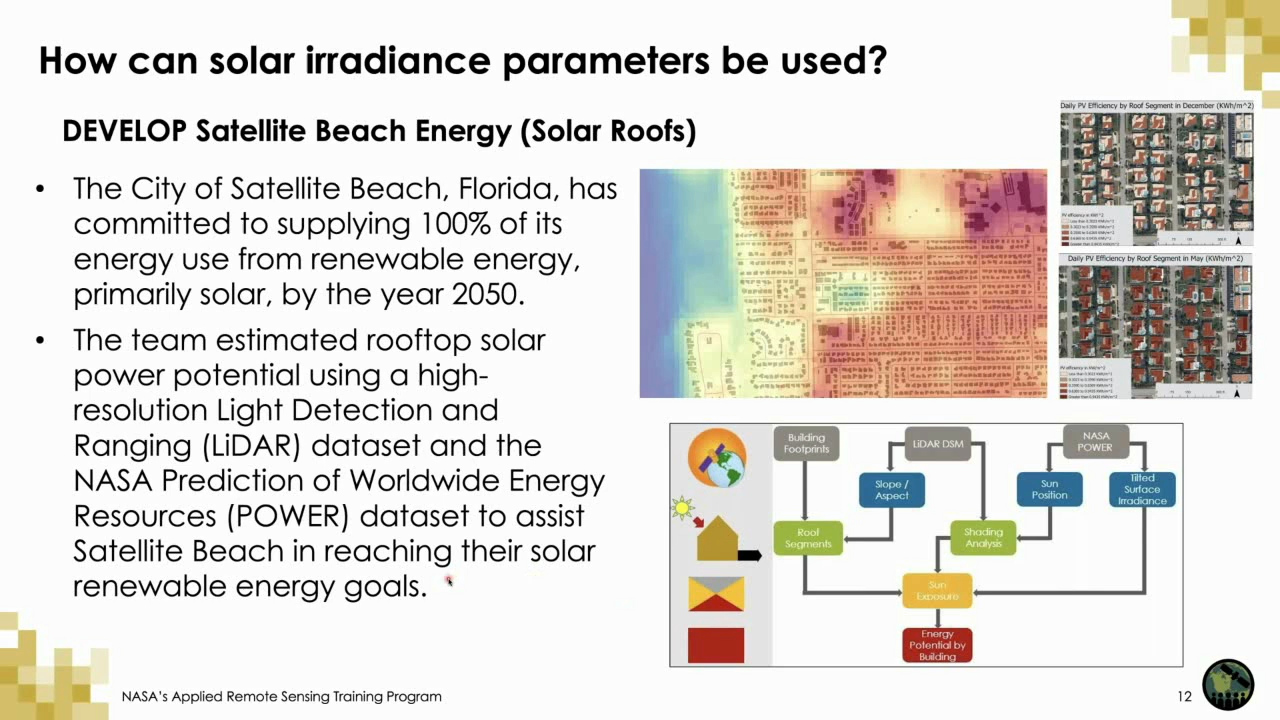 How can solar irradiance parameters be used?
DEVELOP Satellite Beach Energy (Solar Roofs)
• The City of Satellite Beach, Florida, has
committed to supplying 100% of its
energy use from renewable energy,
primarily solar, by the year 2050.
• The team estimated rooftop solar
power potential using a high-
resolution Light Detection and
Ranging (LiDAR) dataset and the
NASA Prediction of Worldwide Energy
Resources (POWER) dataset to assist
Satellite Beach in reaching their solar
renewable energy goals.
Daily PV Efficiency by Roof Segment in December (KWh/m^2)
Daily PV Efficiency by Roof Segment in May (KWh/m^2)
Building
Footprints
LiDAR DSM
NASA
POWER
Slope /
Aspect
Sun
Position
Tilted
Surface
Irradiance
Roof
Segments
Shading
Analysis
Sun
Exposure
Energy
Potential by
Building
NASA's Applied Remote Sensing Training Program
12